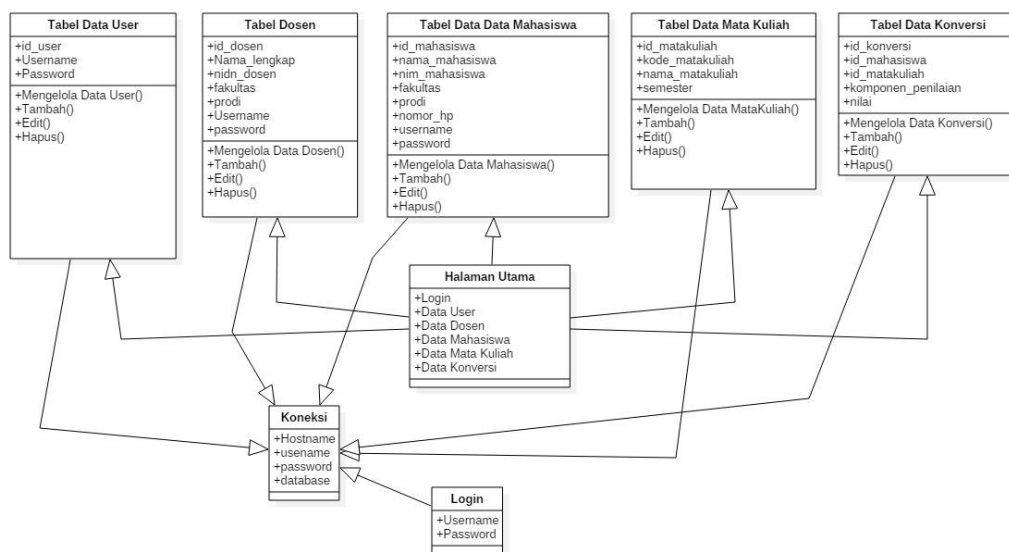 Tabel Data User
+id_user
+Username
+Password
+Mengelola Data User()
+Tambah()
+Edit()
+Hapus()
Tabel Dosen
+id_dosen
+Nama_lengkap
+nidn_dosen
+fakultas
+prodi
+Username
+password
+Mengelola Data Dosen()
+Tambah()
+Edit()
+Hapus()
Tabel Data Data Mahasiswa
+id_mahasiswa
+nama_mahasiswa
+nim_mahasiswa
+fakultas
+prodi
+nomor_hp
+username
+password
+Mengelola Data Mahasiswa()
+Tambah()
+Edit()
+Hapus()
Tabel Data Mata Kuliah
+id_matakuliah
+kode_matakuliah
+nama_matakuliah
+semester
+Mengelola Data MataKuliah()
+Tambah()
+Edit()
+Hapus()
Tabel Data Konversi
+id_konversi
+id_mahasiswa
+id_matakuliah
+komponen_penilaian
+nilai
+Mengelola Data Konversi()
+Tambah()
+Edit()
+Hapus()
Halaman Utama
+Login
+Data User
+Data Dosen
+Data Mahasiswa
+Data Mata Kuliah
+Data Konversi
Koneksi
+Hostname
+usename
+password
+database
Login
+Username
+Password